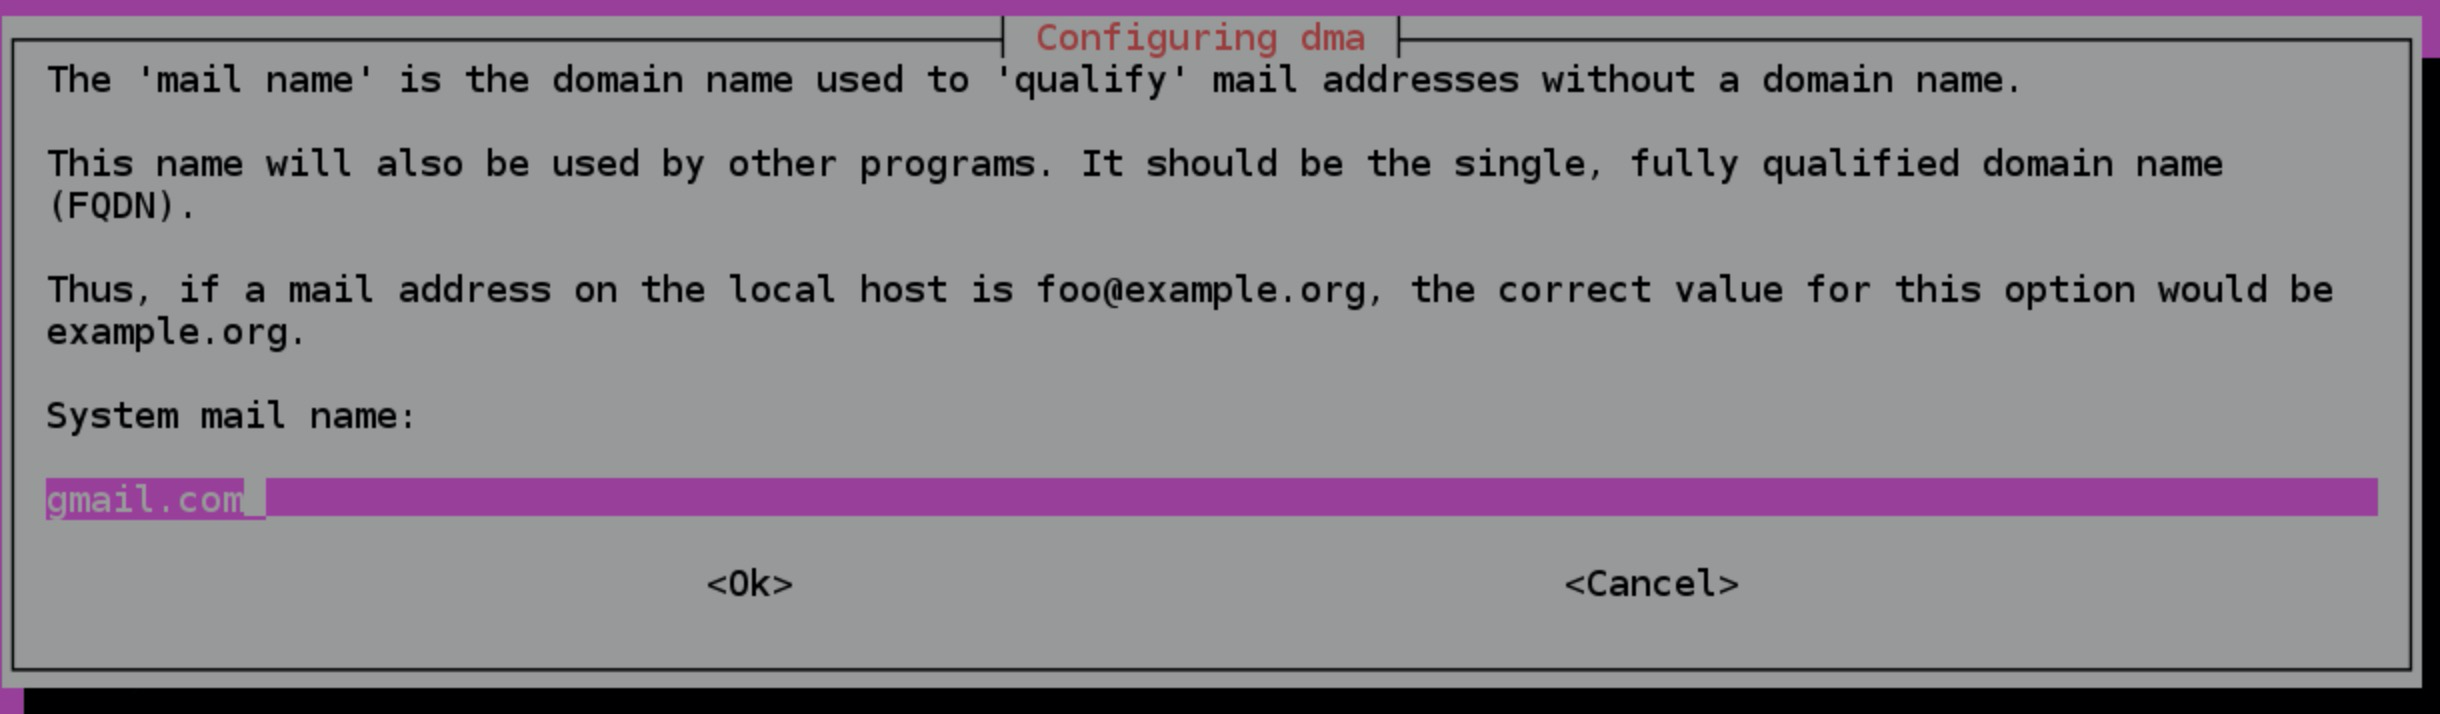 Configuring dma
The 'mail name' is the domain name used to 'qualify' mail addresses without a domain name.
This name will also be used by other programs. It should be the single, fully qualified domain name
(FQDN).
Thus, if a mail address on the local host is foo@example.org, the correct value for this option would be
example.org.
System mail name:
gmail.com
<Ok> <Cancel>